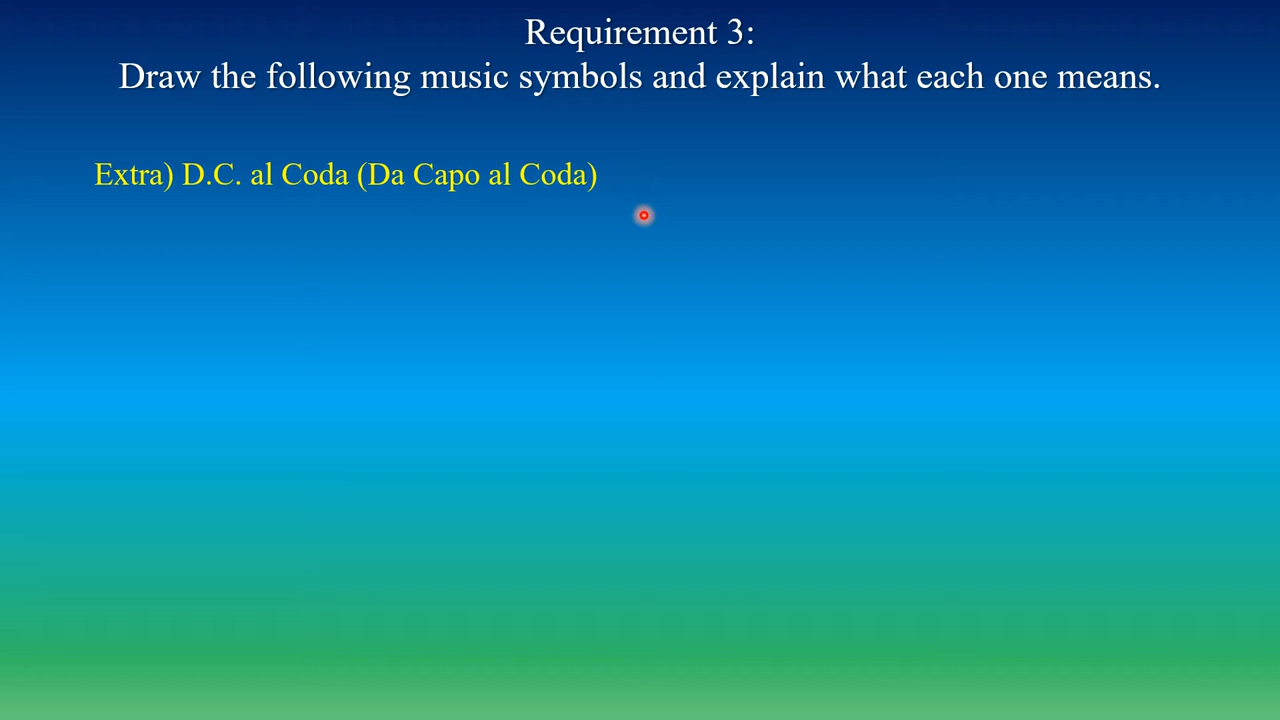 Requirement 3:
Draw the following music symbols and explain what each one means.
Extra) D.C. al Coda (Da Capo al Coda)